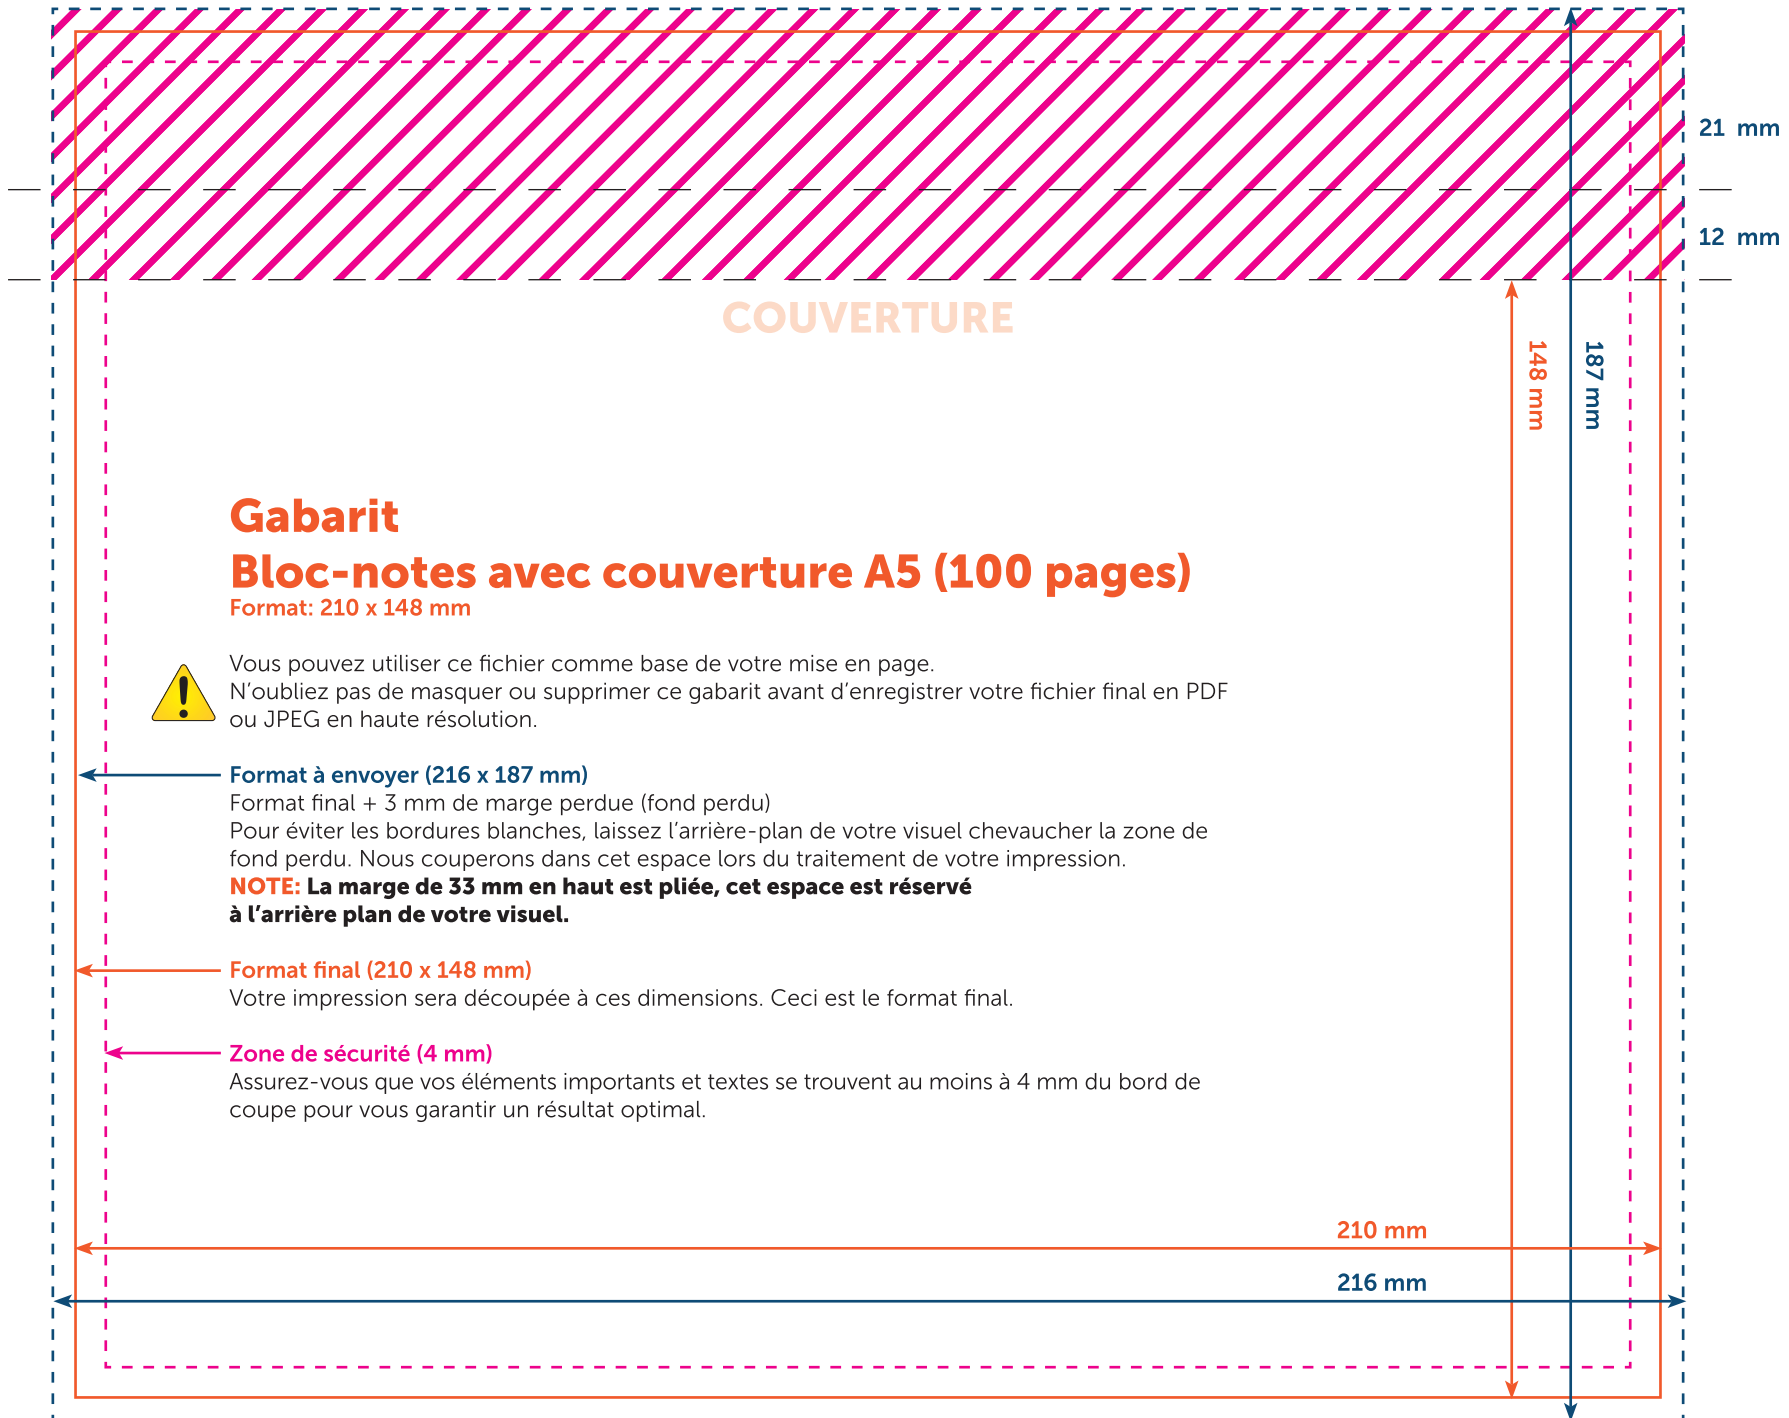 21 mm
12 mm
COUVERTURE
148 mm
187 mm
Gabarit
Bloc-notes avec couverture A5 (100 pages)
Format: 210 x 148 mm
Vous pouvez utiliser ce fichier comme base de votre mise en page.
N’oubliez pas de masquer ou supprimer ce gabarit avant d’enregistrer votre fichier final en PDF
ou JPEG en haute résolution.
Format à envoyer (216 x 187 mm)
Format final + 3 mm de marge perdue (fond perdu)
Pour éviter les bordures blanches, laissez l’arrière-plan de votre visuel chevaucher la zone de
fond perdu. Nous couperons dans cet espace lors du traitement de votre impression.
NOTE: La marge de 33 mm en haut est pliée, cet espace est réservé
à l’arrière plan de votre visuel.
Format final (210 x 148 mm)
Votre impression sera découpée à ces dimensions. Ceci est le format final.
Zone de sécurité (4 mm)
Assurez-vous que vos éléments importants et textes se trouvent au moins à 4 mm du bord de
coupe pour vous garantir un résultat optimal.
210 mm
216 mm